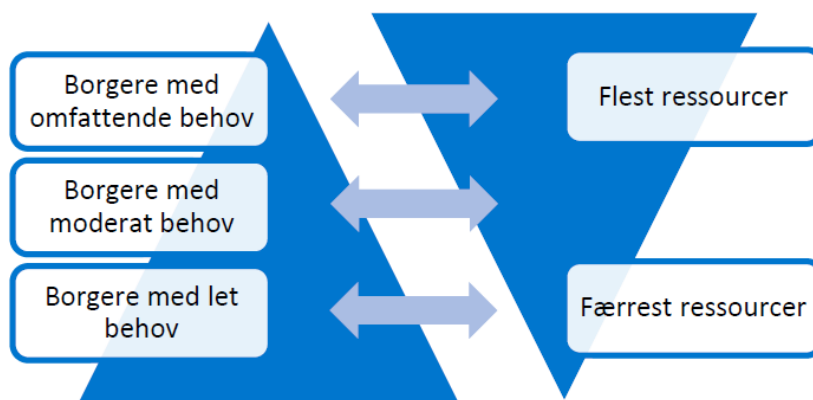 Borgere med
omfattende behov
Flest ressourcer
Borgere med
moderat behov
Borgere med let
behov
Færrest ressourcer